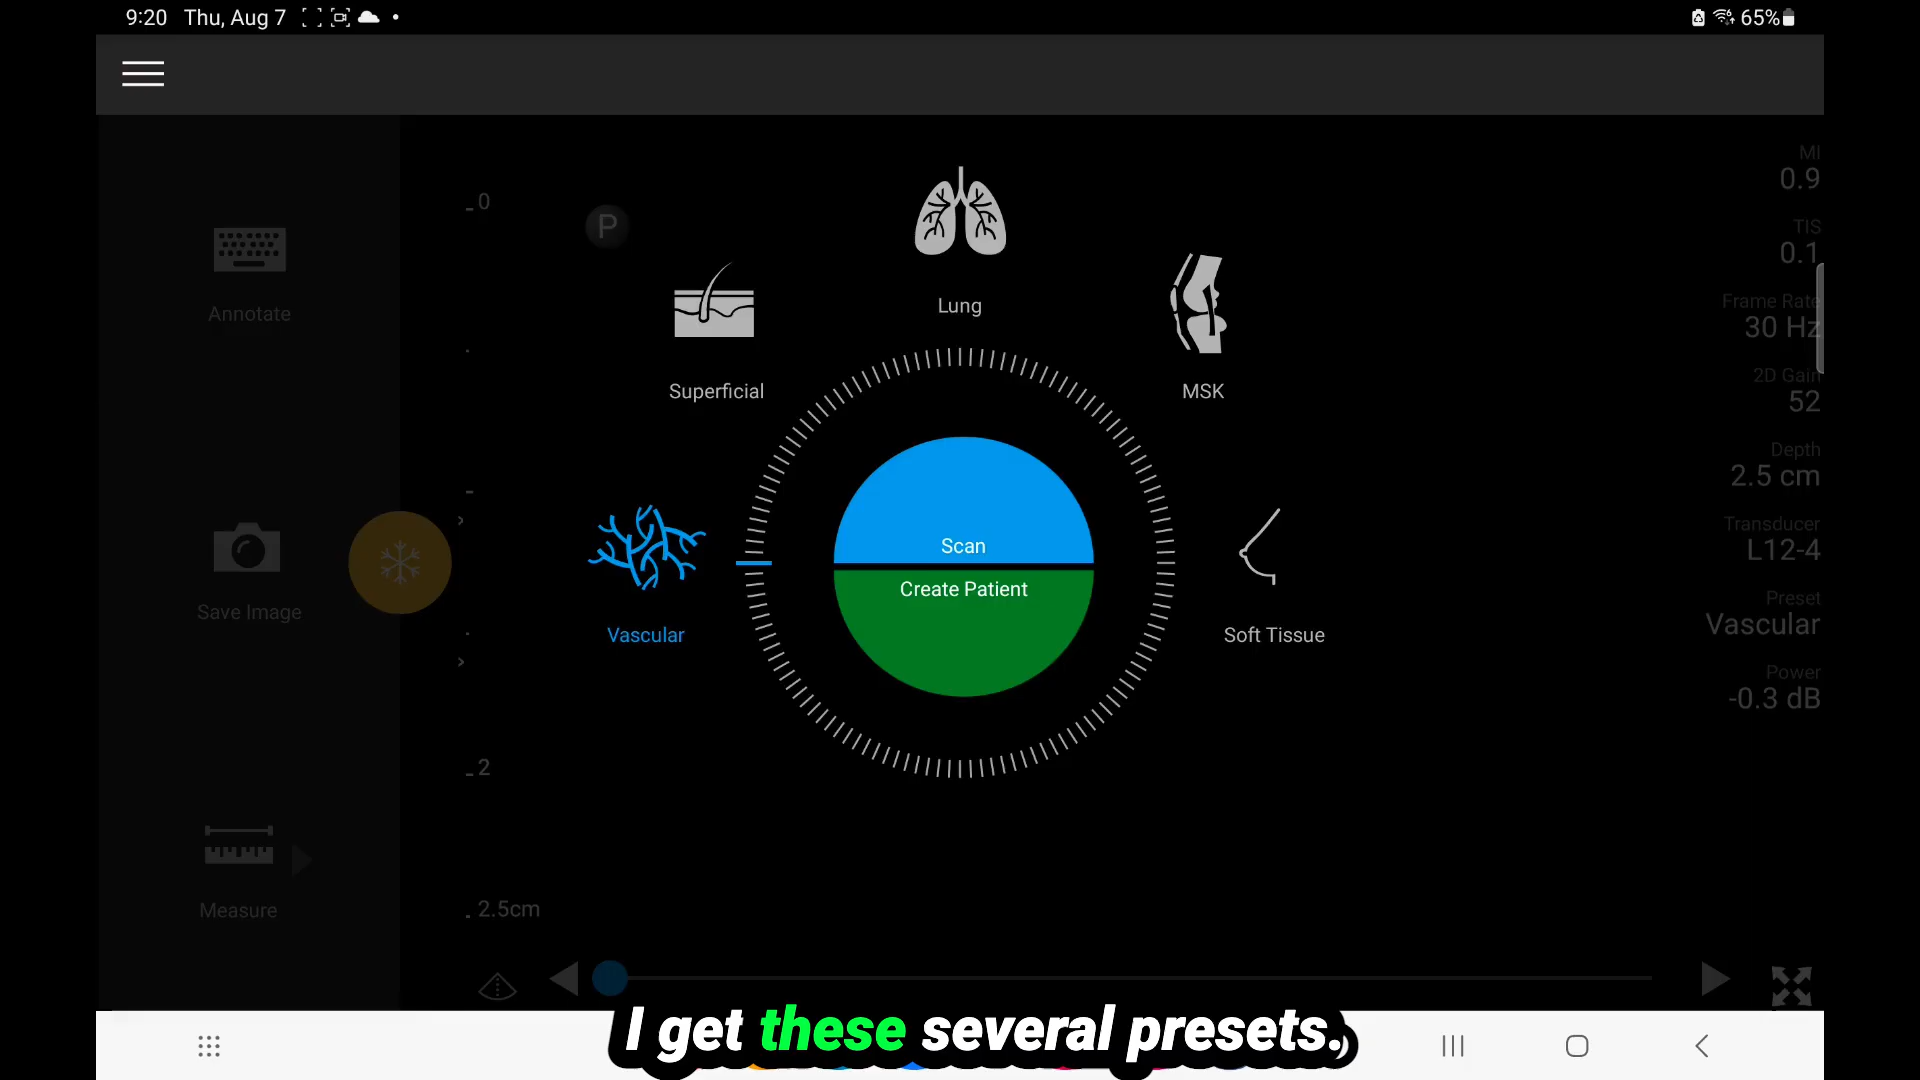 9:20 Thu, Aug 7
65%
0
P
Lung
Superficial
MSK
Annotate
Scan
Create Patient
Vascular
Soft Tissue
Save Image
2
Measure
2.5cm
MI
0.9
TIS
0.1
Frame Rate
30 Hz
2D Gain
52
Depth
2.5 cm
Transducer
L12-4
Preset
Vascular
Power
-0.3 dB
I get these several presets.